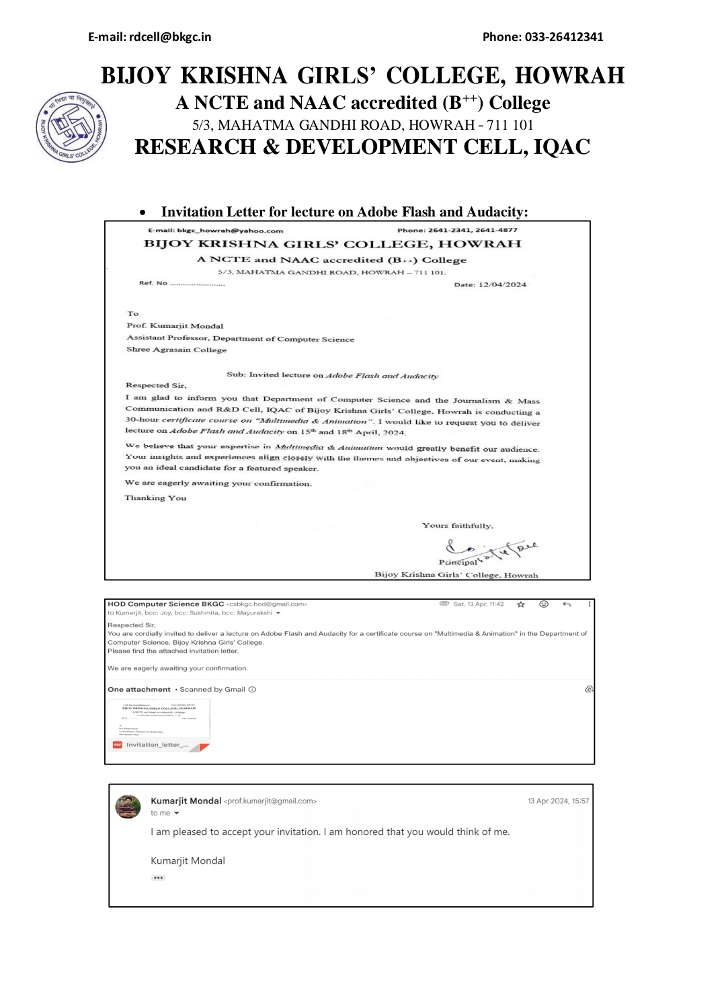 E-mail: rdcell@bkgc.in Phone: 033-26412341
BIJOY KRISHNA GIRLS’ COLLEGE, HOWRAH
A NCTE and NAAC accredited (B++) College
5/3, MAHATMA GANDHI ROAD, HOWRAH - 711 101
RESEARCH & DEVELOPMENT CELL, IQAC
सा विद्या या विमुक्तये
BIJOY KRISHNA GIRLS' COLLEGE, HOWRAH
• Invitation Letter for lecture on Adobe Flash and Audacity:
E-mail: bkgc_howrah@yahoo.com Phone: 2641-2341, 2641-4877
BIJOY KRISHNA GIRLS’ COLLEGE, HOWRAH
A NCTE and NAAC accredited (B++) College
5/3, MAHATMA GANDHI ROAD, HOWRAH – 711 101.
Ref. No ........................ Date: 12/04/2024
To
Prof. Kumarjit Mondal
Assistant Professor, Department of Computer Science
Shree Agrasain College
Sub: Invited lecture on Adobe Flash and Audacity
Respected Sir,
I am glad to inform you that Department of Computer Science and the Journalism & Mass
Communication and R&D Cell, IQAC of Bijoy Krishna Girls’ College, Howrah is conducting a
30-hour certificate course on "Multimedia & Animation". I would like to request you to deliver
lecture on Adobe Flash and Audacity on 15th and 18th April, 2024.
We believe that your expertise in Multimedia & Animation would greatly benefit our audience.
Your insights and experiences align closely with the themes and objectives of our event, making
you an ideal candidate for a featured speaker.
We are eagerly awaiting your confirmation.
Thanking You
Yours faithfully,
Principal
Bijoy Krishna Girls’ College, Howrah
HOD Computer Science BKGC <csbkgc.hod@gmail.com> Sat, 13 Apr, 11:42
to Kumarjit, bcc: Joy, bcc: Sushmita, bcc: Mayurakshi
Respected Sir,
You are cordially invited to deliver a lecture on Adobe Flash and Audacity for a certificate course on "Multimedia & Animation" in the Department of
Computer Science, Bijoy Krishna Girls' College.
Please find the attached invitation letter.
We are eagerly awaiting your confirmation.
One attachment • Scanned by Gmail
BIJOY KRISHNA GIRLS' COLLEGE, HOWRAH
A NCTE and NAAC accredited (B++) College
PDF Invitation_letter_...
Kumarjit Mondal <prof.kumarjit@gmail.com> 13 Apr 2024, 15:57
to me
I am pleased to accept your invitation. I am honored that you would think of me.
Kumarjit Mondal